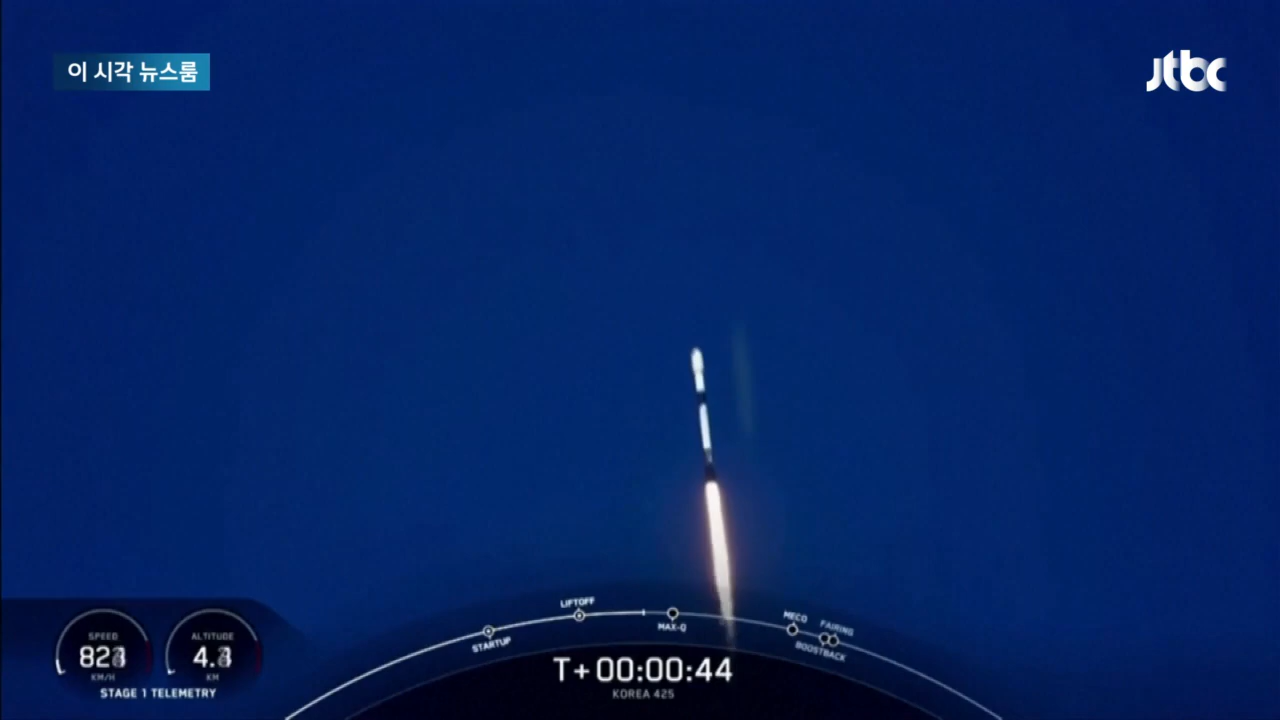 이 시각 뉴스룸
jtbc
LIFTOFF
MECO
FAIRING
STARTUP
MAX-Q
BOOSTBACK
SPEED
KM/H
ALTITUDE
KM
STAGE 1 TELEMETRY
T+00:00:44
KOREA 425